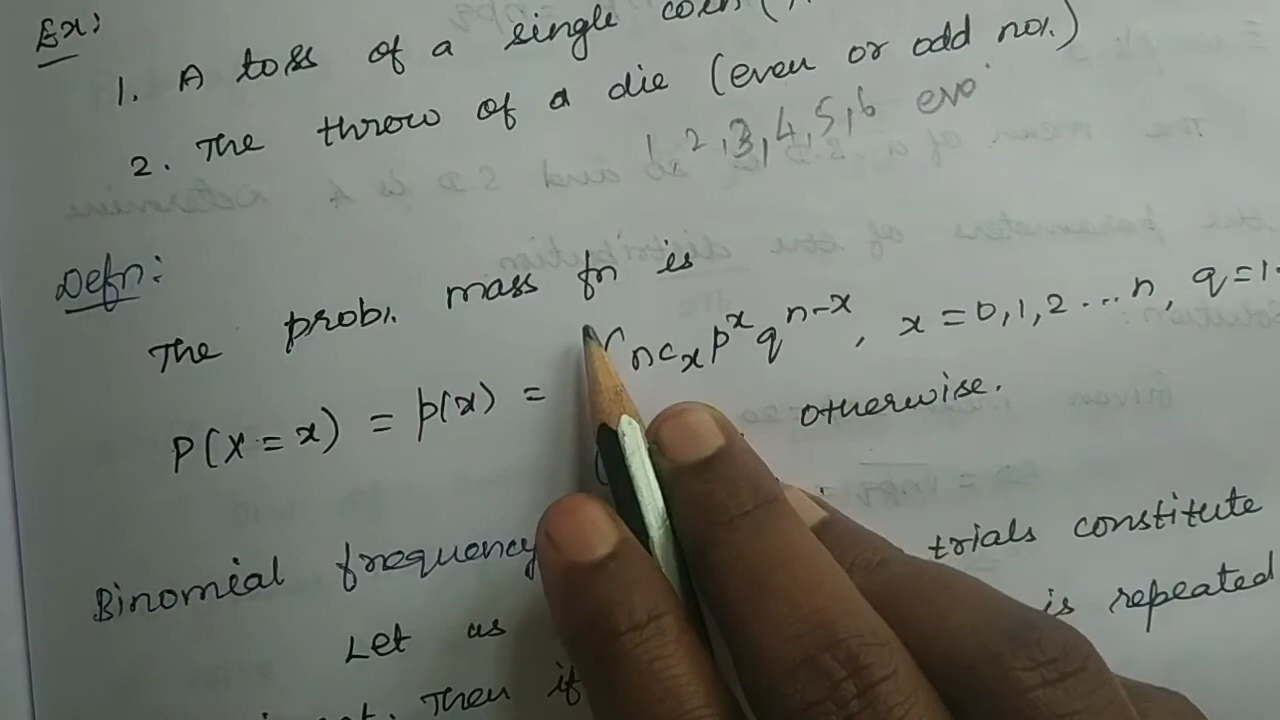 Ex:
1. A toss of a single coin (
2. The throw of a die (even or odd no.)
1, 2, 3, 4, 5, 6 eve
Defn:
The prob. mass fn is
P(X = x) = p(x) = { nCx p^x q^(n-x), x = 0, 1, 2 ... n, q = 1-
otherwise.
Binomial frequency
trials constitute
Let us
is repeated
Then if